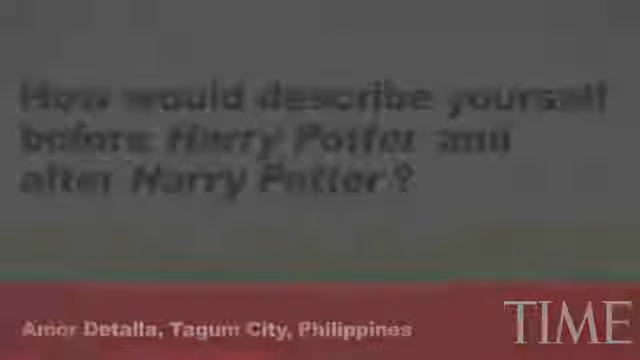 How would describe yourself
before Harry Potter and
after Harry Potter?
Amor Detalla, Tagum City, Philippines
TIME